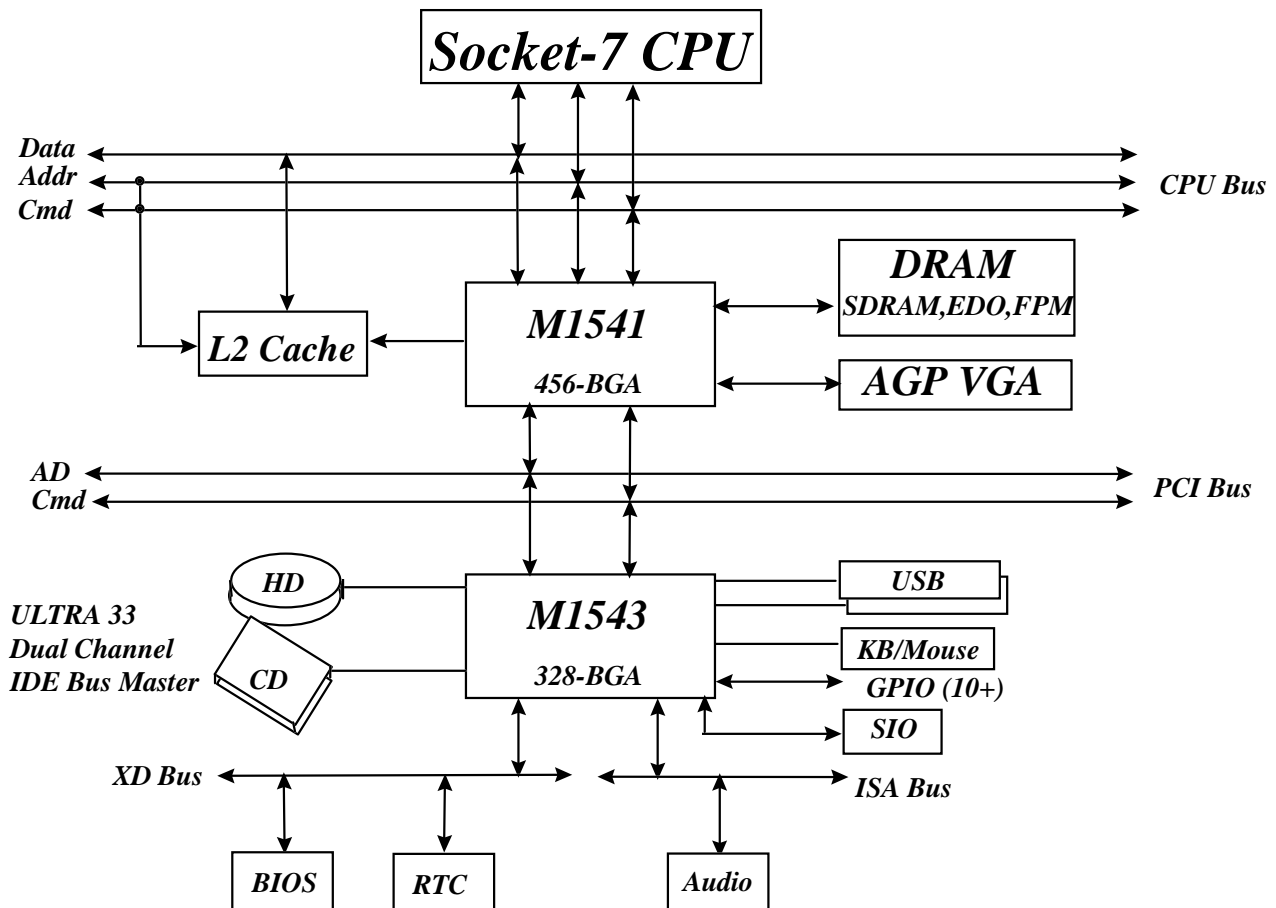 Socket-7 CPU
Data
Addr
Cmd
CPU Bus
DRAM
SDRAM,EDO,FPM
M1541
456-BGA
L2 Cache
AGP VGA
AD
Cmd
PCI Bus
HD
USB
ULTRA 33
Dual Channel
IDE Bus Master
M1543
328-BGA
KB/Mouse
CD
GPIO (10+)
SIO
XD Bus
ISA Bus
BIOS
RTC
Audio